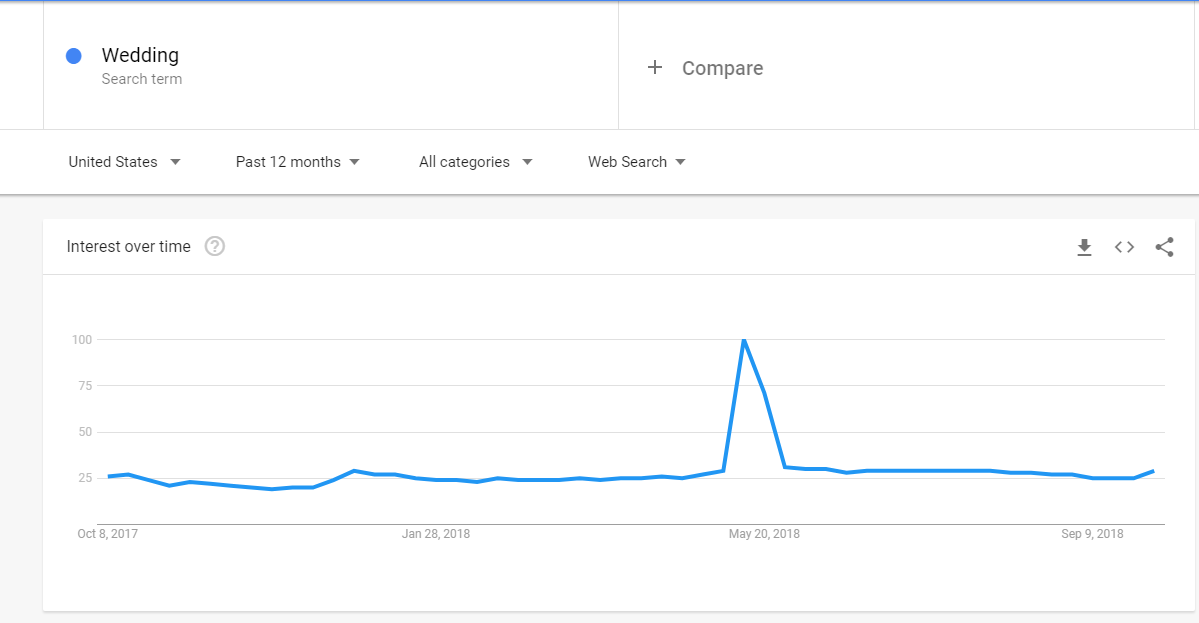 Wedding
Search term
+ Compare
United States
Past 12 months
All categories
Web Search
Interest over time ?
100
75
50
25
Oct 8, 2017 Jan 28, 2018 May 20, 2018 Sep 9, 2018